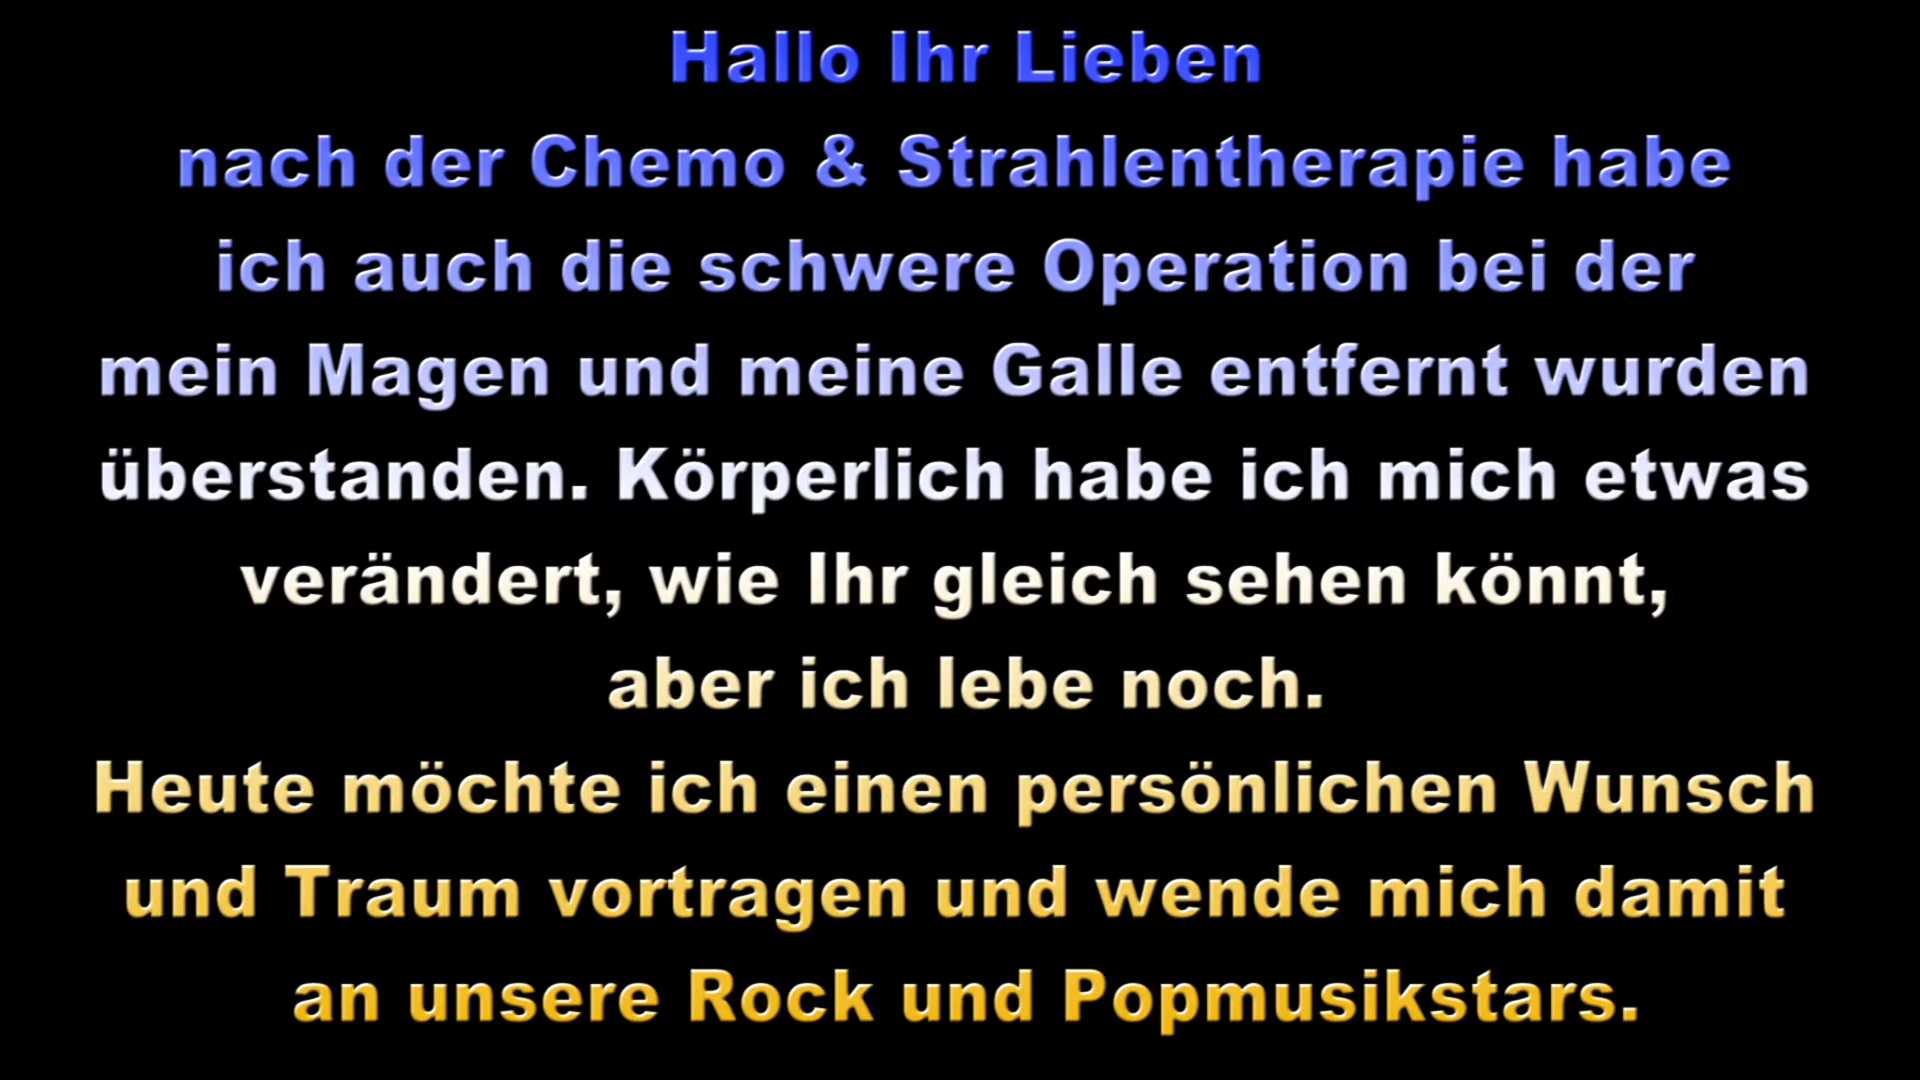 Hallo Ihr Lieben
nach der Chemo & Strahlentherapie habe
ich auch die schwere Operation bei der
mein Magen und meine Galle entfernt wurden
überstanden. Körperlich habe ich mich etwas
verändert, wie Ihr gleich sehen könnt,
aber ich lebe noch.
Heute möchte ich einen persönlichen Wunsch
und Traum vortragen und wende mich damit
an unsere Rock und Popmusikstars.